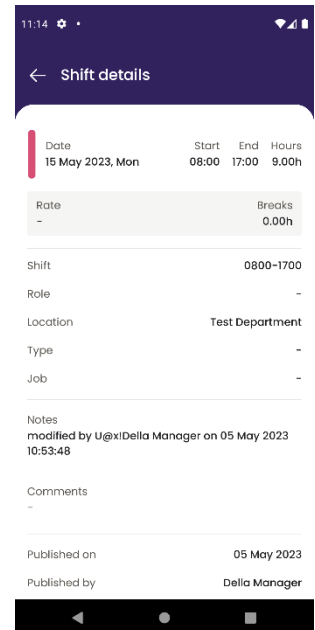 11:14
← Shift details
Date Start End Hours
15 May 2023, Mon 08:00 17:00 9.00h
Rate Breaks
- 0.00h
Shift 0800-1700
Role -
Location Test Department
Type -
Job -
Notes
modified by U@x!Della Manager on 05 May 2023
10:53:48
Comments
-
Published on 05 May 2023
Published by Della Manager